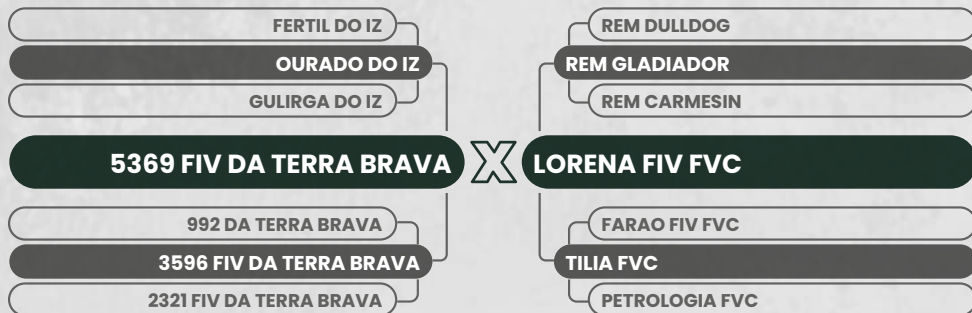 FERTIL DO IZ
OURADO DO IZ
GULIRGA DO IZ
REM DULLDOG
REM GLADIADOR
REM CARMESIN
5369 FIV DA TERRA BRAVA X LORENA FIV FVC
992 DA TERRA BRAVA
3596 FIV DA TERRA BRAVA
2321 FIV DA TERRA BRAVA
FARAO FIV FVC
TILIA FVC
PETROLOGIA FVC